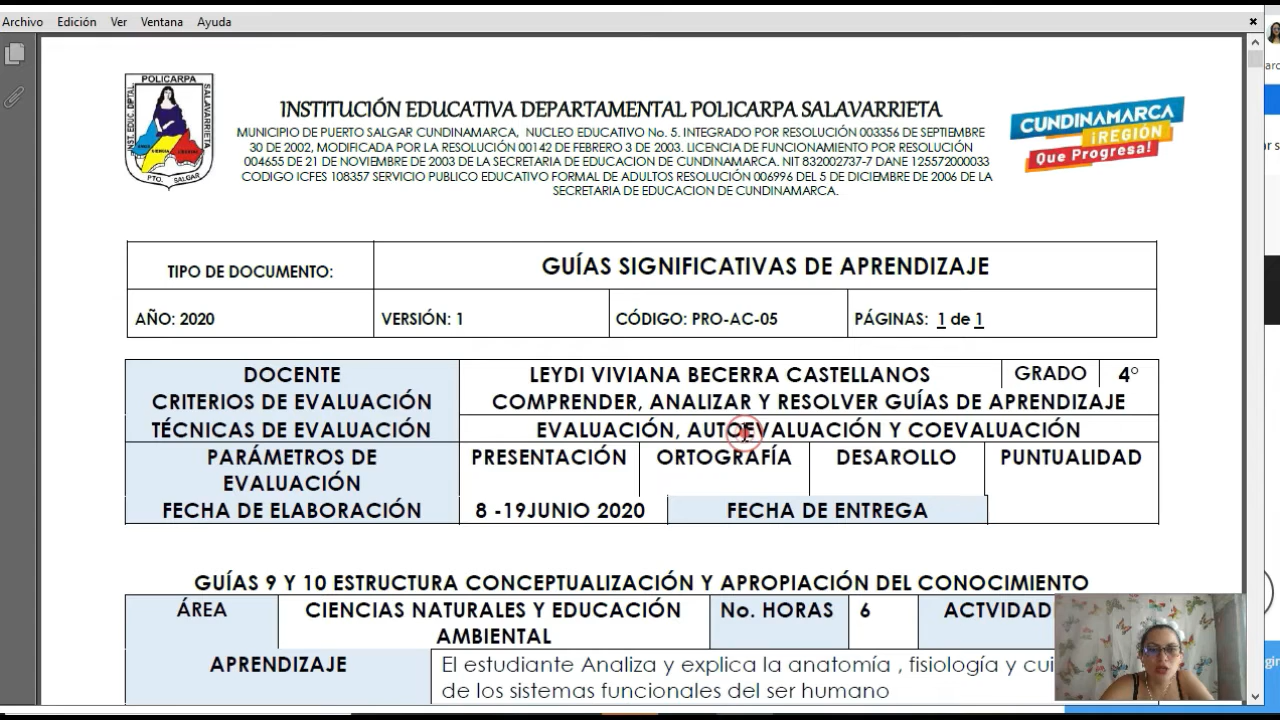 Archivo Edición Ver Ventana Ayuda
POLICARPA
SALAVARRIETA
INST. EDUC. DPTAL.
PTO. SALGAR
INSTITUCIÓN EDUCATIVA DEPARTAMENTAL POLICARPA SALAVARRIETA
MUNICIPIO DE PUERTO SALGAR CUNDINAMARCA, NUCLEO EDUCATIVO No. 5. INTEGRADO POR RESOLUCIÓN 003356 DE SEPTIEMBRE
30 DE 2002, MODIFICADA POR LA RESOLUCIÓN 00142 DE FEBRERO 3 DE 2003. LICENCIA DE FUNCIONAMIENTO POR RESOLUCIÓN
004655 DE 21 DE NOVIEMBRE DE 2003 DE LA SECRETARIA DE EDUCACION DE CUNDINAMARCA. NIT 832002737-7 DANE 125572000033
CODIGO ICFES 108357 SERVICIO PUBLICO EDUCATIVO FORMAL DE ADULTOS RESOLUCIÓN 006996 DEL 5 DE DICIEMBRE DE 2006 DE LA
SECRETARIA DE EDUCACION DE CUNDINAMARCA.
CUNDINAMARCA
¡REGIÓN
Que Progresa!
TIPO DE DOCUMENTO: GUÍAS SIGNIFICATIVAS DE APRENDIZAJE
AÑO: 2020 VERSIÓN: 1 CÓDIGO: PRO-AC-05 PÁGINAS: 1 de 1
DOCENTE LEYDI VIVIANA BECERRA CASTELLANOS GRADO 4°
CRITERIOS DE EVALUACIÓN COMPRENDER, ANALIZAR Y RESOLVER GUÍAS DE APRENDIZAJE
TÉCNICAS DE EVALUACIÓN EVALUACIÓN, AUTOEVALUACIÓN Y COEVALUACIÓN
PARÁMETROS DE PRESENTACIÓN ORTOGRAFÍA DESAROLLO PUNTUALIDAD
EVALUACIÓN
FECHA DE ELABORACIÓN 8 -19JUNIO 2020 FECHA DE ENTREGA
GUÍAS 9 Y 10 ESTRUCTURA CONCEPTUALIZACIÓN Y APROPIACIÓN DEL CONOCIMIENTO
ÁREA CIENCIAS NATURALES Y EDUCACIÓN No. HORAS 6 ACTVIDAD
AMBIENTAL
APRENDIZAJE El estudiante Analiza y explica la anatomía , fisiología y cui
de los sistemas funcionales del ser humano